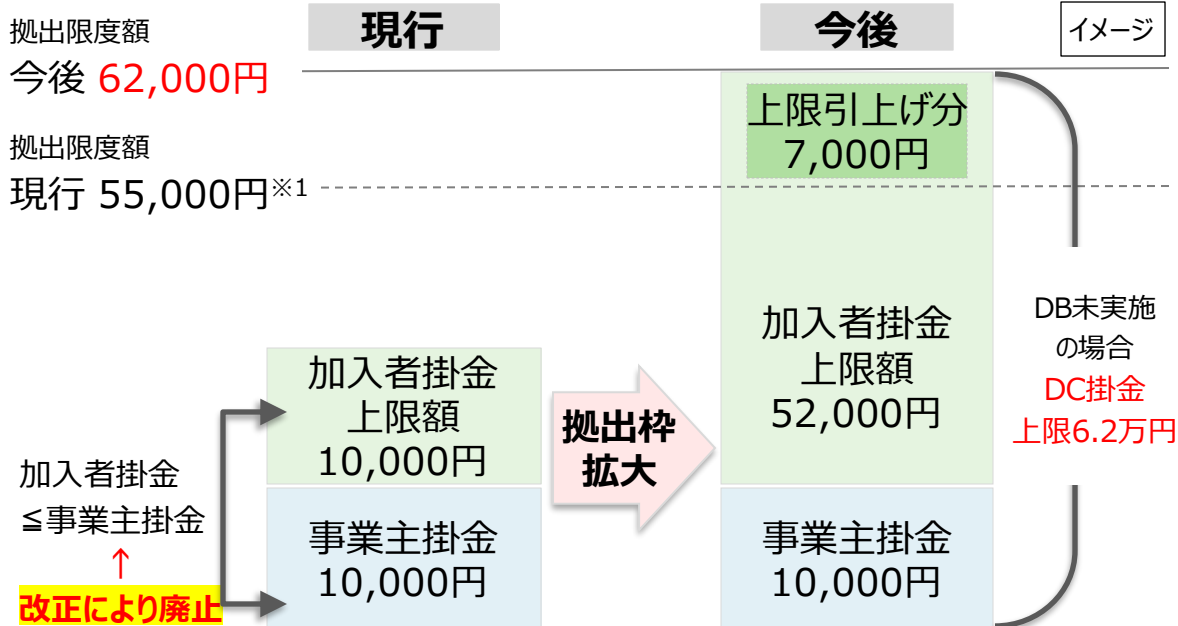 現行
今後
イメージ
拠出限度額
今後 62,000円
拠出限度額
現行 55,000円※1
上限引上げ分
7,000円
加入者掛金
上限額
10,000円
拠出枠
拡大
加入者掛金
上限額
52,000円
DB未実施
の場合
DC掛金
上限6.2万円
加入者掛金
≦事業主掛金
↑
改正により廃止
事業主掛金
10,000円
事業主掛金
10,000円